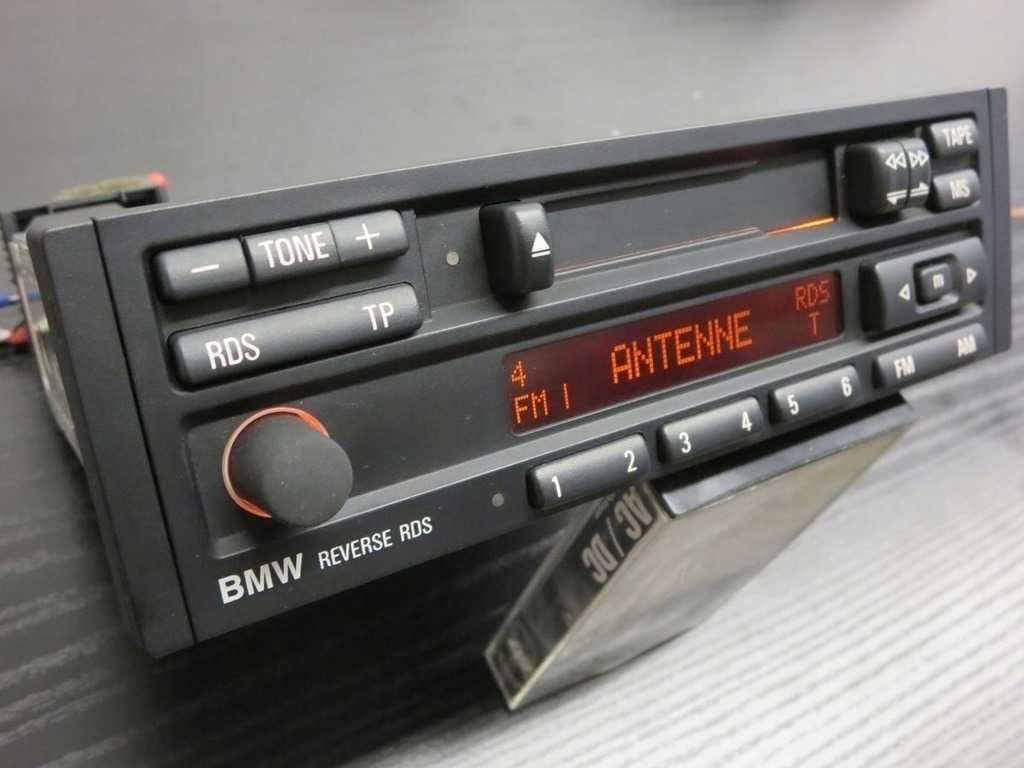 − TONE +
RDS TP
TAPE
MS
m
4 ANTENNE RDS
FM I T
FM AM
1 2 3 4 5 6
BMW REVERSE RDS
AC/DC